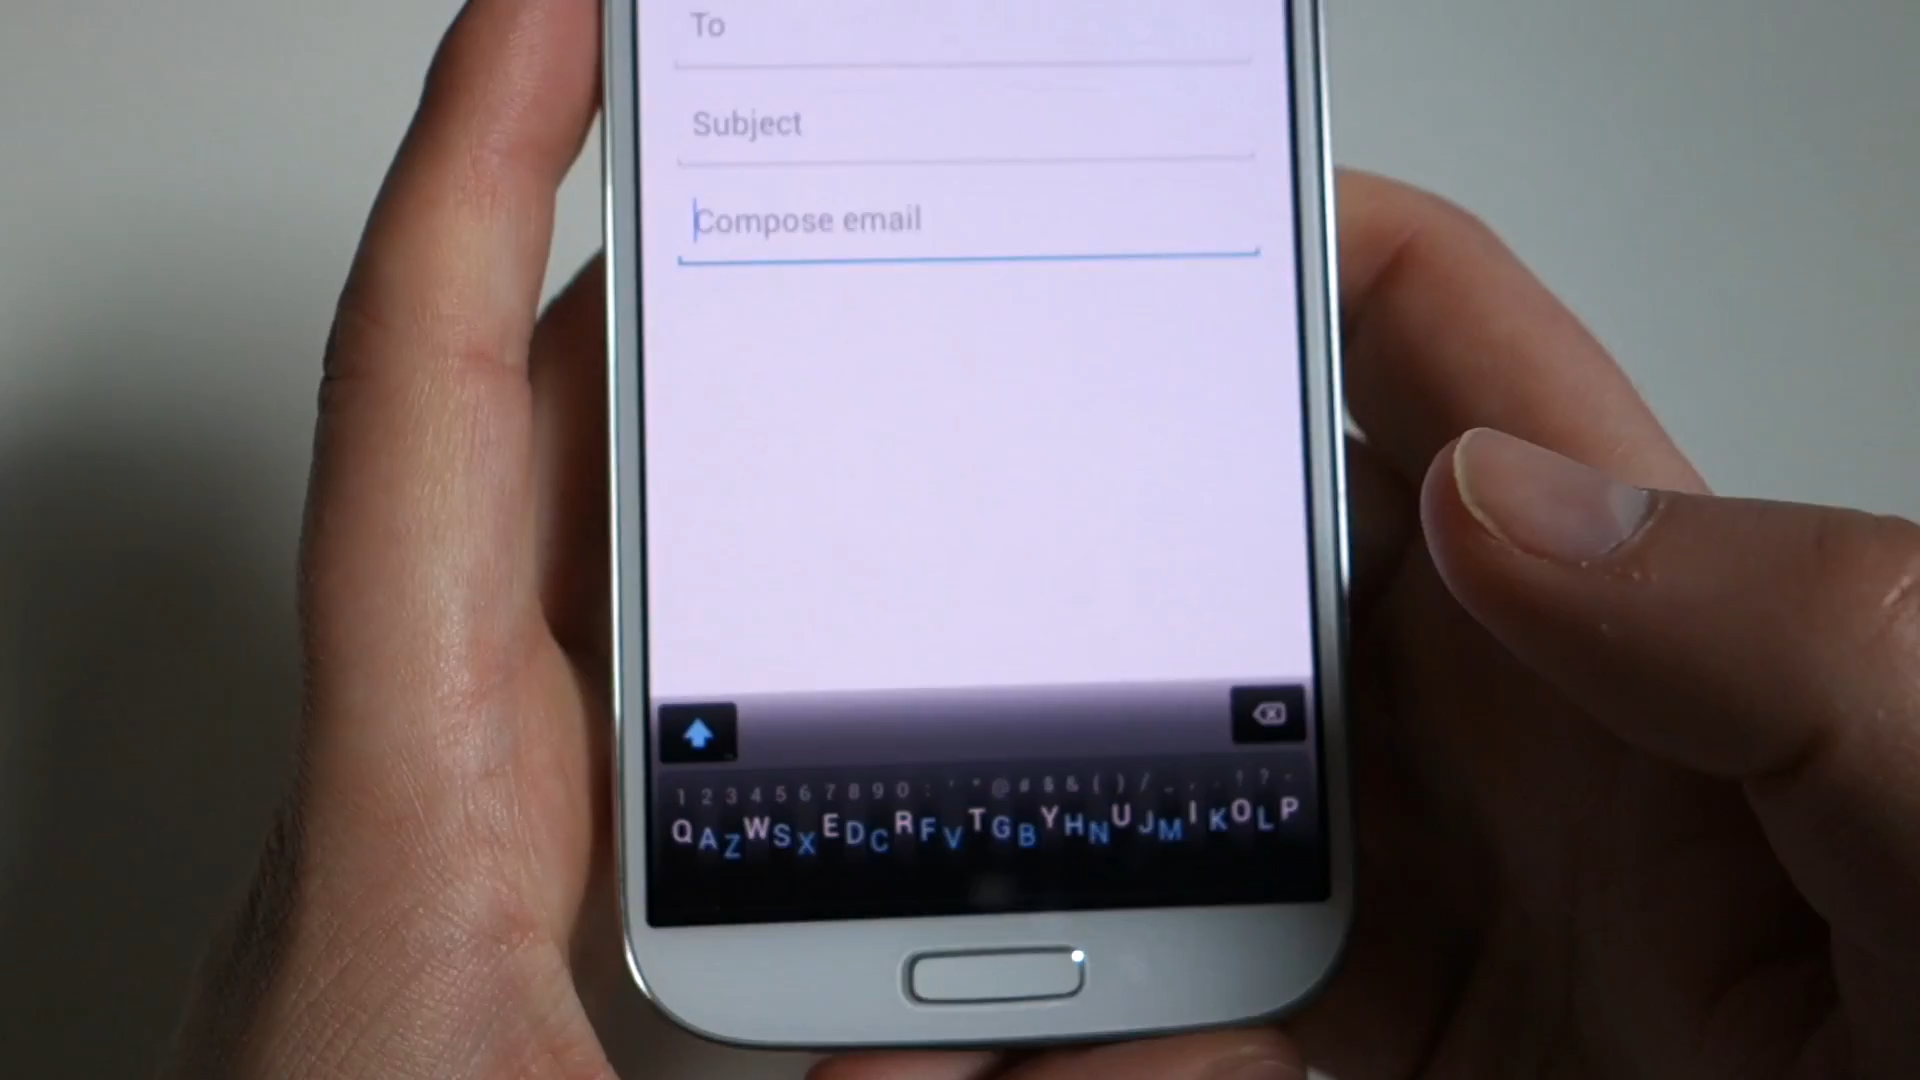 To
Subject
Compose email
1 2 3 4 5 6 7 8 9 0 : ' " @ # $ & ( ) / - , . ! ?
Q A Z W S X E D C R F V T G B Y H N U J M I K O L P